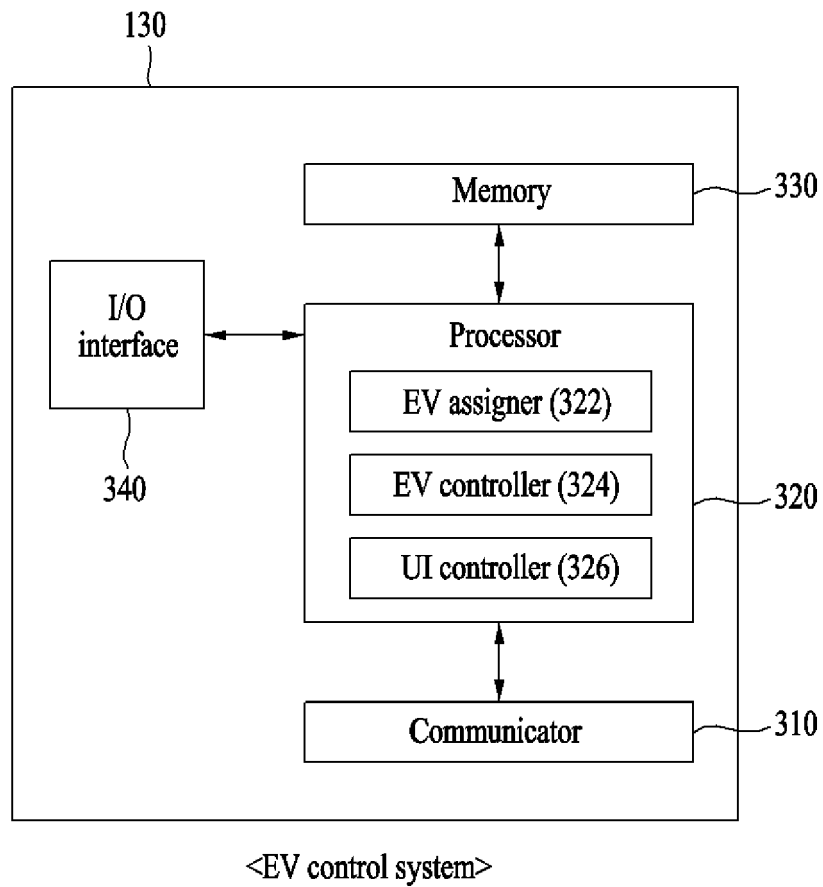 130
Memory
330
I/O
interface
340
Processor
EV assigner (322)
EV controller (324)
UI controller (326)
320
Communicator
310
<EV control system>